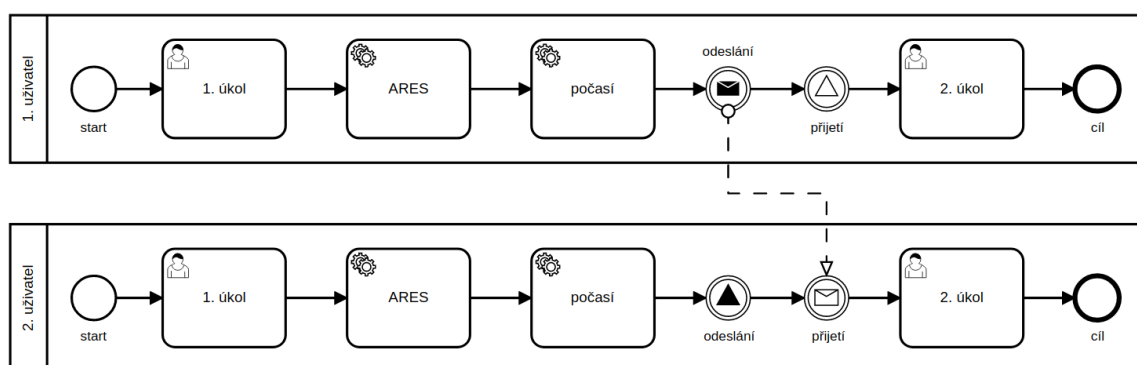 1. uživatel
odeslání
1. úkol
ARES
počasí
2. úkol
start
přijetí
cíl
2. uživatel
1. úkol
ARES
počasí
2. úkol
start
odeslání
přijetí
cíl